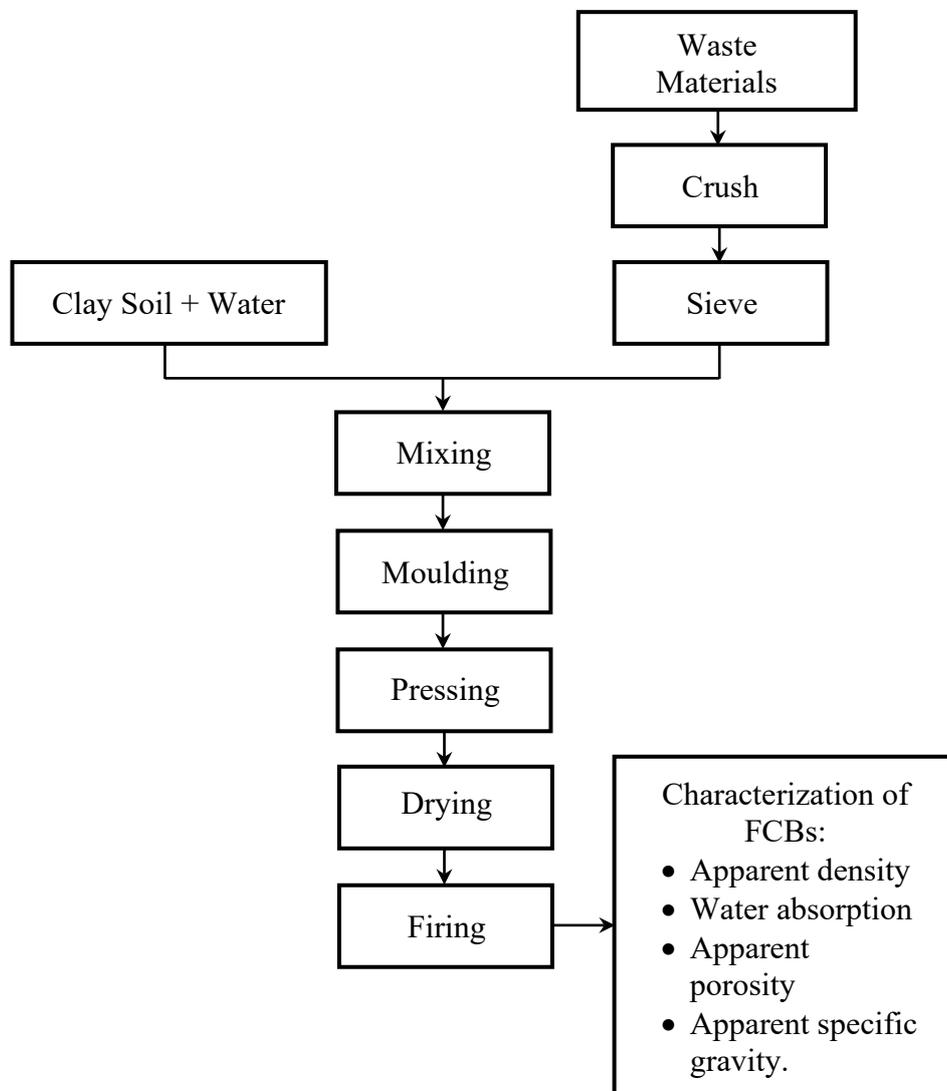 Waste
Materials
Crush
Clay Soil + Water
Sieve
Mixing
Moulding
Pressing
Drying
Firing
Characterization of
FCBs:
• Apparent density
• Water absorption
• Apparent
porosity
• Apparent specific
gravity.